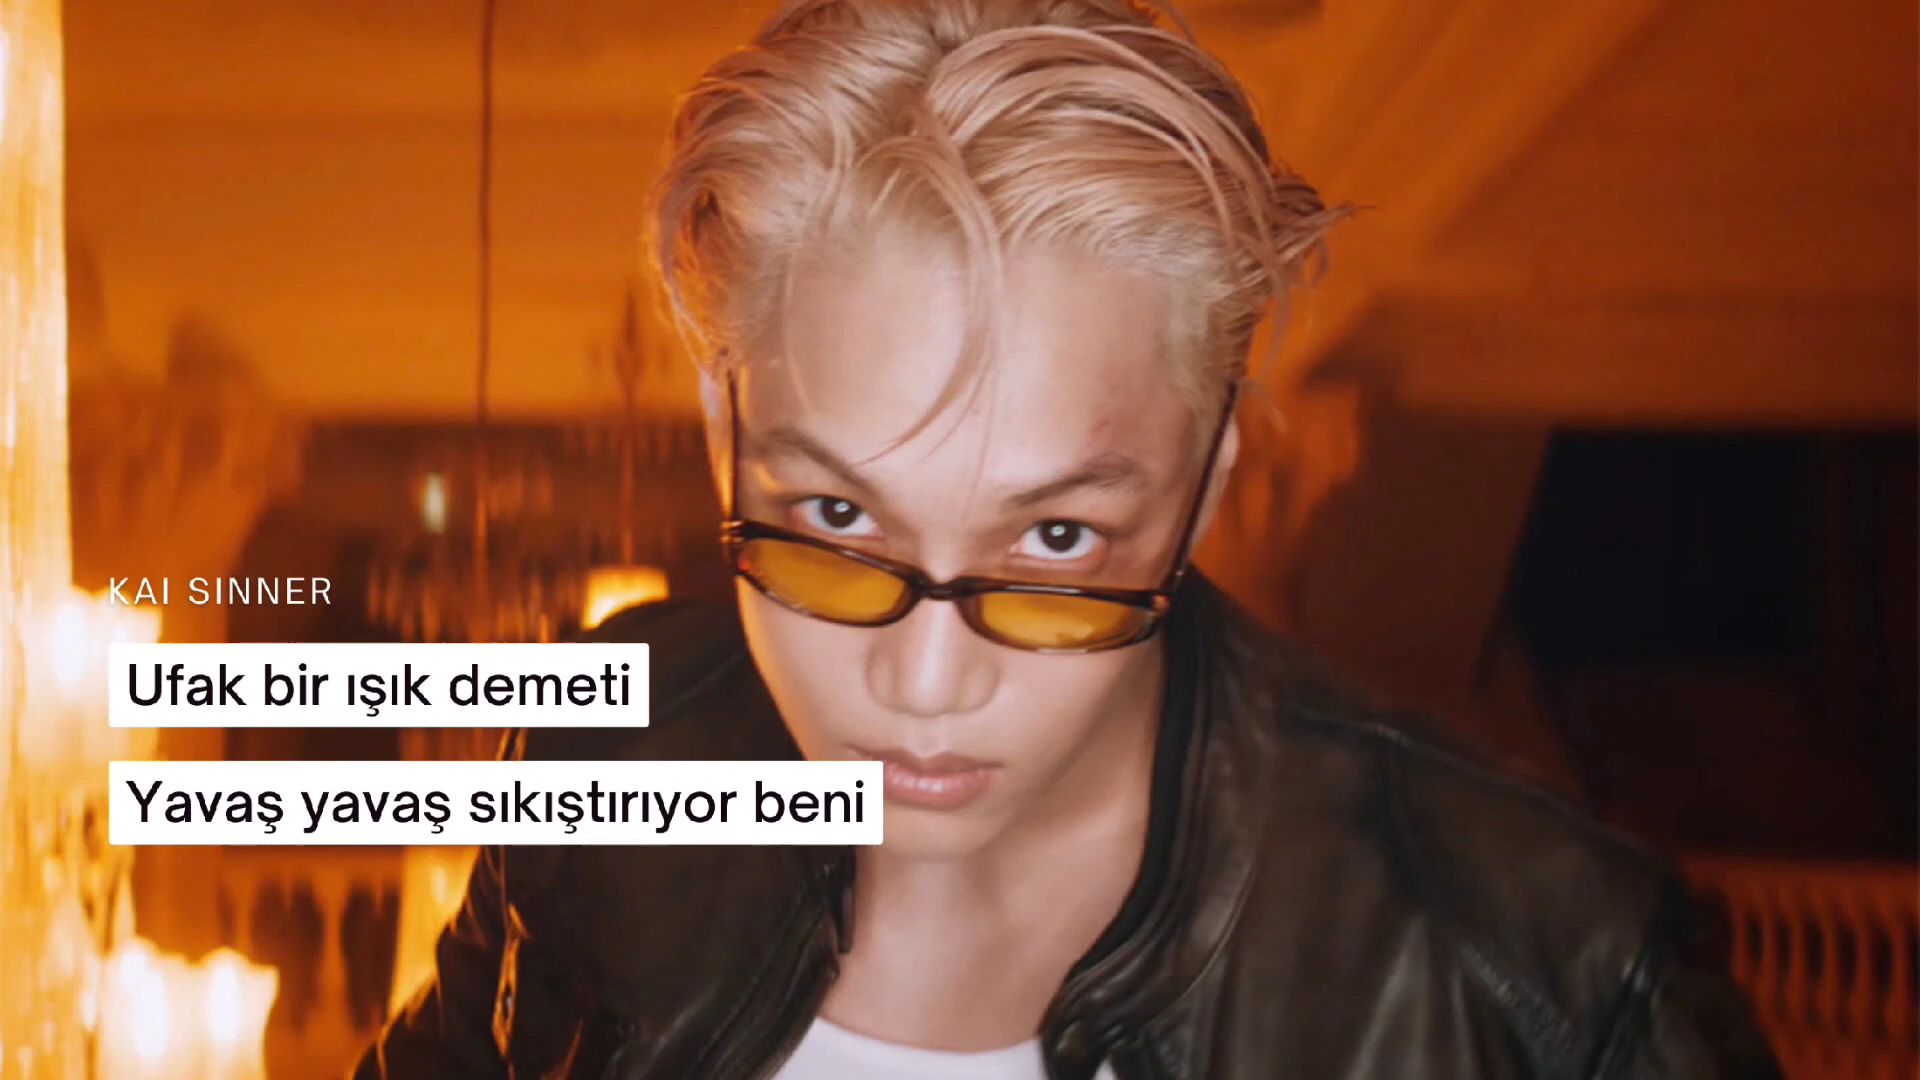 KAI SINNER
Ufak bir ışık demeti
Yavaş yavaş sıkıştırıyor beni